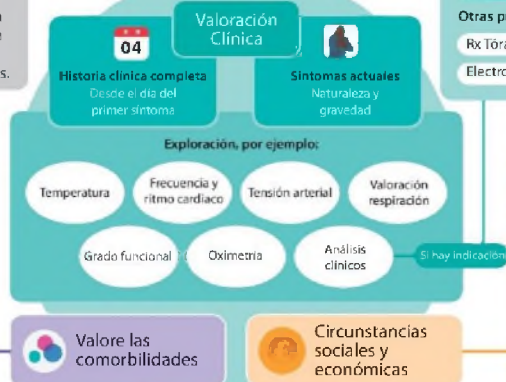 s.
Valoración
Clínica
04
Historia clínica completa
Desde el día del
primer síntoma
Síntomas actuales
Naturaleza y
gravedad
Otras
Rx
Electro
Exploración, por ejemplo:
Temperatura
Frecuencia y
ritmo cardíaco
Tensión arterial
Valoración
respiración
Grado funcional
Oximetría
Análisis
clínicos
Si hay indicación
Valore las
comorbilidades
Circunstancias
sociales y
económicas